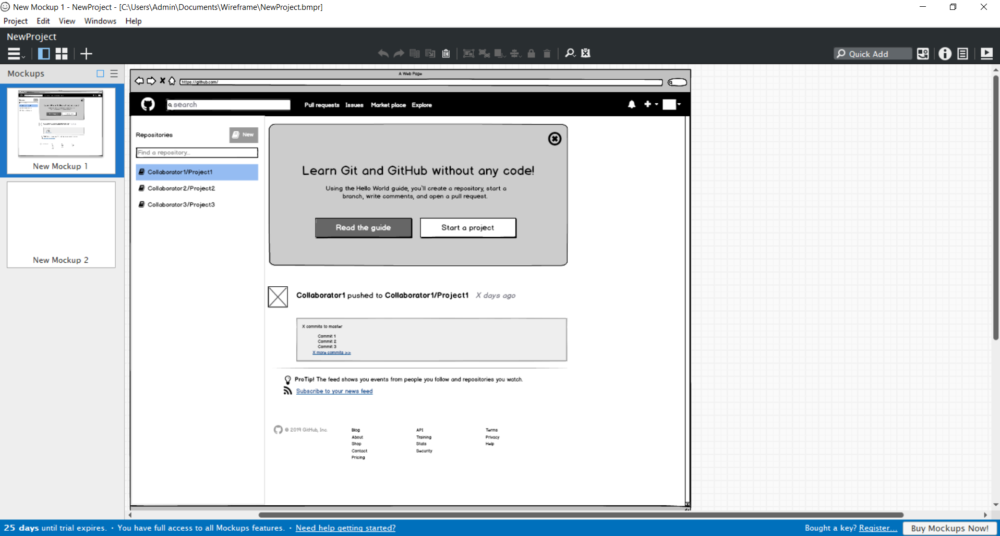 New Mockup 1 - NewProject - [C:\Users\Admin\Documents\Wireframe\NewProject.bmpr]
Project Edit View Windows Help
NewProject
Quick Add
Mockups
New Mockup 1
New Mockup 2
A Web Page
https://github.com/
search
Pull requests Issues Market place Explore
Repositories
New
Find a repository...
Collaborator1/Project1
Collaborator2/Project2
Collaborator3/Project3
Learn Git and GitHub without any code!
Using the Hello World guide, you'll create a repository, start a
branch, write comments, and open a pull request.
Read the guide
Start a project
Collaborator1 pushed to Collaborator1/Project1 X days ago
X commits to master
Commit 1
Commit 2
Commit 3
X more commits >>
ProTip! The feed shows you events from people you follow and repositories you watch.
Subscribe to your news feed
© 2019 GitHub, Inc.
Blog
About
Shop
Contact
Pricing
API
Training
Stats
Security
Terms
Privacy
Help
25 days until trial expires. · You have full access to all Mockups features. · Need help getting started?
Bought a key? Register...
Buy Mockups Now!